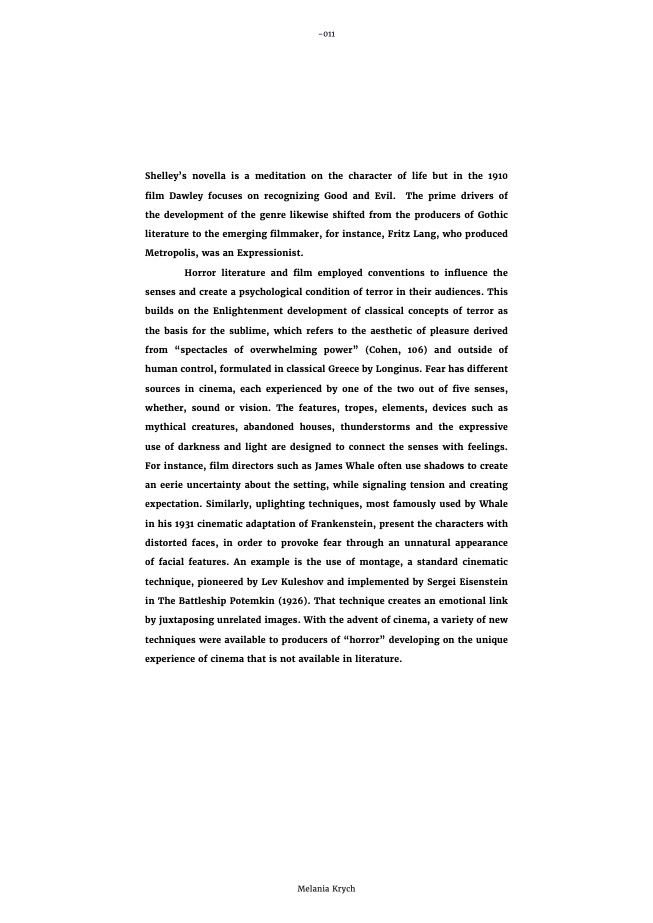 -011
Shelley's novella is a meditation on the character of life but in the 1910
film Dawley focuses on recognizing Good and Evil.  The prime drivers of
the development of the genre likewise shifted from the producers of Gothic
literature to the emerging filmmaker, for instance, Fritz Lang, who produced
Metropolis, was an Expressionist.
Horror literature and film employed conventions to influence the
senses and create a psychological condition of terror in their audiences. This
builds on the Enlightenment development of classical concepts of terror as
the basis for the sublime, which refers to the aesthetic of pleasure derived
from “spectacles of overwhelming power” (Cohen, 106) and outside of
human control, formulated in classical Greece by Longinus. Fear has different
sources in cinema, each experienced by one of the two out of five senses,
whether, sound or vision. The features, tropes, elements, devices such as
mythical creatures, abandoned houses, thunderstorms and the expressive
use of darkness and light are designed to connect the senses with feelings.
For instance, film directors such as James Whale often use shadows to create
an eerie uncertainty about the setting, while signaling tension and creating
expectation. Similarly, uplighting techniques, most famously used by Whale
in his 1931 cinematic adaptation of Frankenstein, present the characters with
distorted faces, in order to provoke fear through an unnatural appearance
of facial features. An example is the use of montage, a standard cinematic
technique, pioneered by Lev Kuleshov and implemented by Sergei Eisenstein
in The Battleship Potemkin (1926). That technique creates an emotional link
by juxtaposing unrelated images. With the advent of cinema, a variety of new
techniques were available to producers of “horror” developing on the unique
experience of cinema that is not available in literature.
Melania Krych